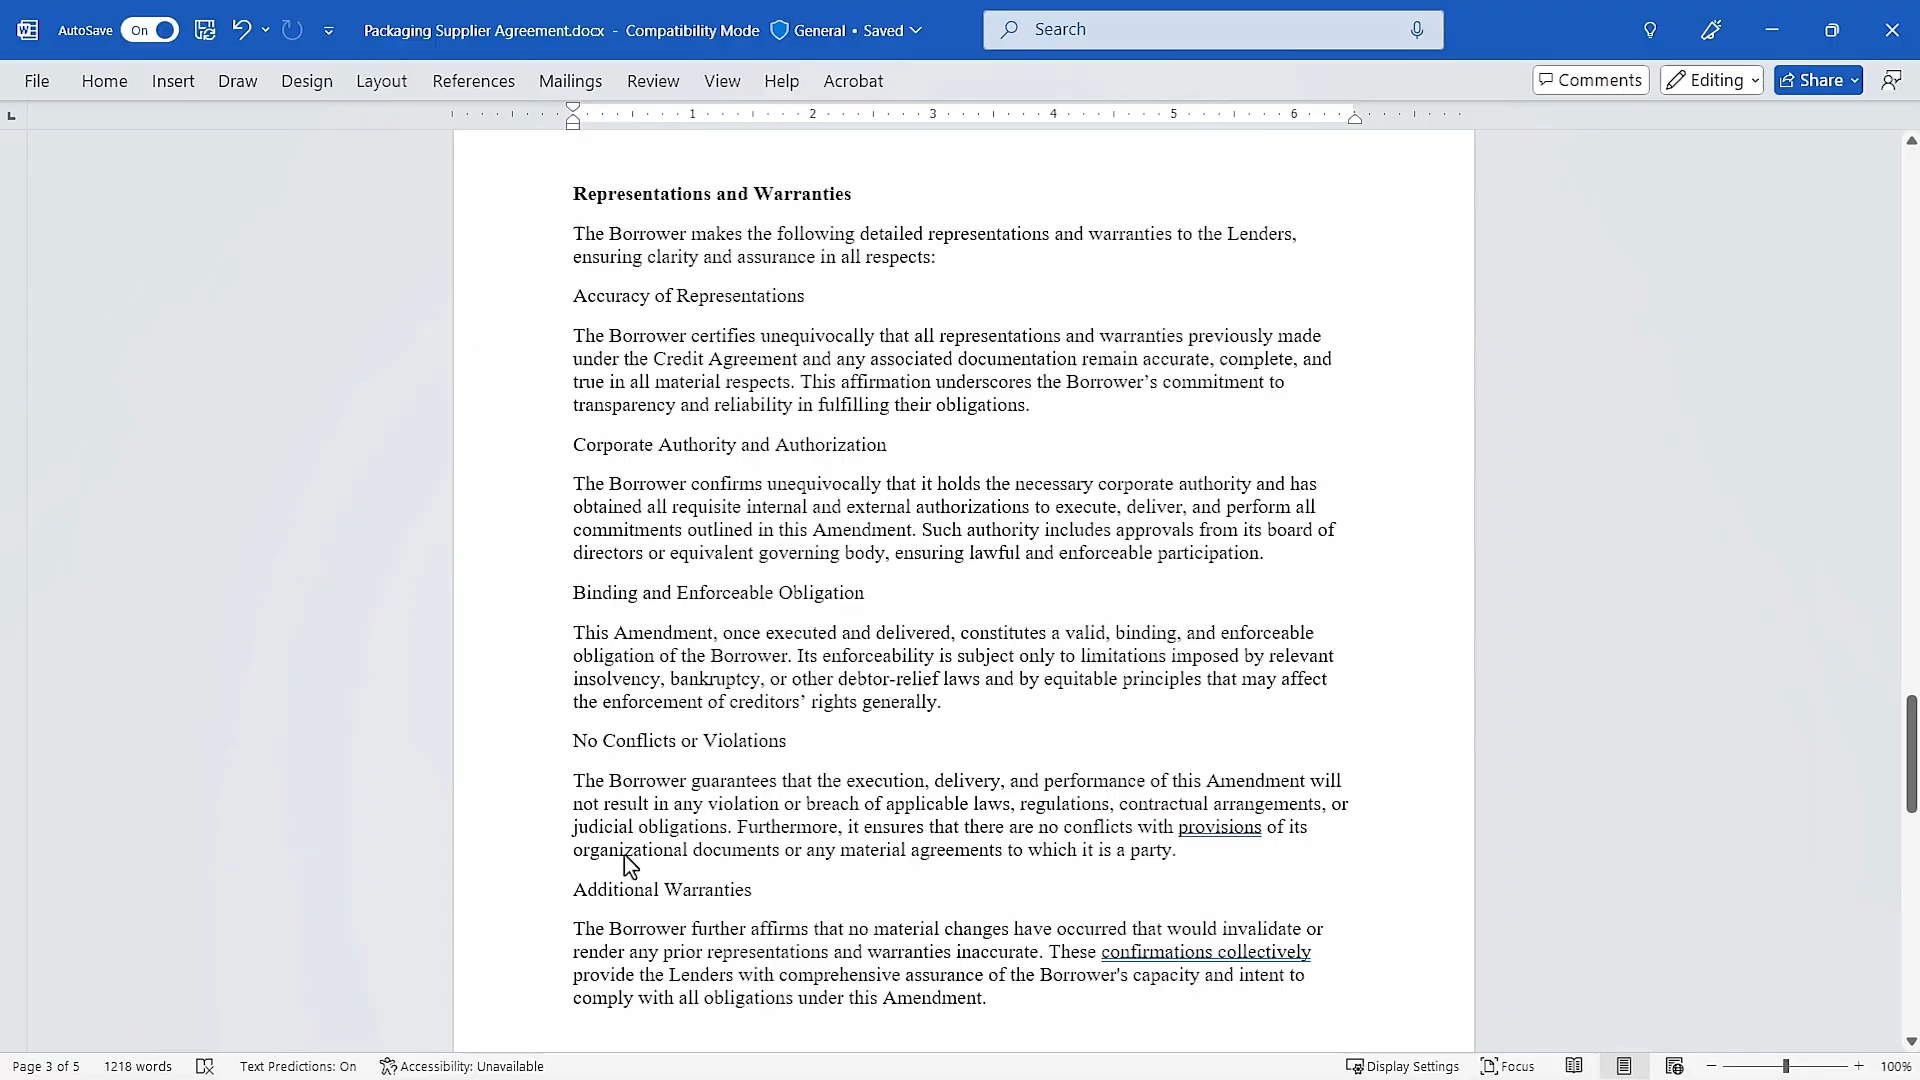 AutoSave On Packaging Supplier Agreement.docx - Compatibility Mode General • Saved Search
File Home Insert Draw Design Layout References Mailings Review View Help Acrobat Comments Editing Share
1 2 3 4 5 6
Representations and Warranties
The Borrower makes the following detailed representations and warranties to the Lenders,
ensuring clarity and assurance in all respects:
Accuracy of Representations
The Borrower certifies unequivocally that all representations and warranties previously made
under the Credit Agreement and any associated documentation remain accurate, complete, and
true in all material respects. This affirmation underscores the Borrower’s commitment to
transparency and reliability in fulfilling their obligations.
Corporate Authority and Authorization
The Borrower confirms unequivocally that it holds the necessary corporate authority and has
obtained all requisite internal and external authorizations to execute, deliver, and perform all
commitments outlined in this Amendment. Such authority includes approvals from its board of
directors or equivalent governing body, ensuring lawful and enforceable participation.
Binding and Enforceable Obligation
This Amendment, once executed and delivered, constitutes a valid, binding, and enforceable
obligation of the Borrower. Its enforceability is subject only to limitations imposed by relevant
insolvency, bankruptcy, or other debtor-relief laws and by equitable principles that may affect
the enforcement of creditors’ rights generally.
No Conflicts or Violations
The Borrower guarantees that the execution, delivery, and performance of this Amendment will
not result in any violation or breach of applicable laws, regulations, contractual arrangements, or
judicial obligations. Furthermore, it ensures that there are no conflicts with provisions of its
organizational documents or any material agreements to which it is a party.
Additional Warranties
The Borrower further affirms that no material changes have occurred that would invalidate or
render any prior representations and warranties inaccurate. These confirmations collectively
provide the Lenders with comprehensive assurance of the Borrower's capacity and intent to
comply with all obligations under this Amendment.
Page 3 of 5 1218 words Text Predictions: On Accessibility: Unavailable Display Settings Focus 100%